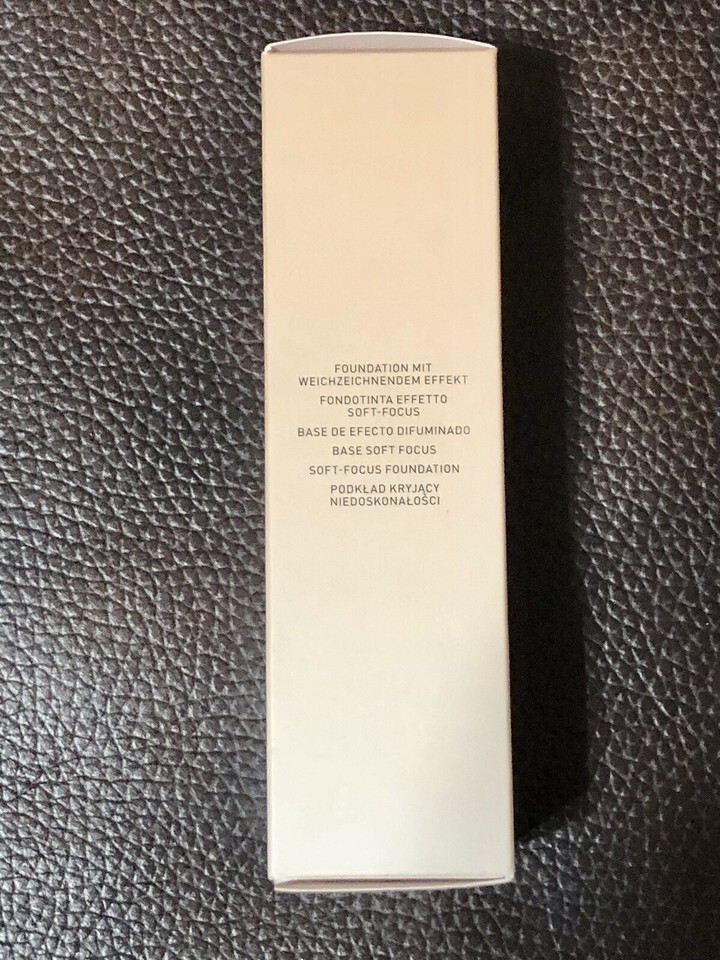 FOUNDATION MIT
WEICHZEICHNENDEM EFFEKT
FONDOTINTA EFFETTO
SOFT-FOCUS
BASE DE EFECTO DIFUMINADO
BASE SOFT FOCUS
SOFT-FOCUS FOUNDATION
PODKŁAD KRYJĄCY
NIEDOSKONAŁOŚCI